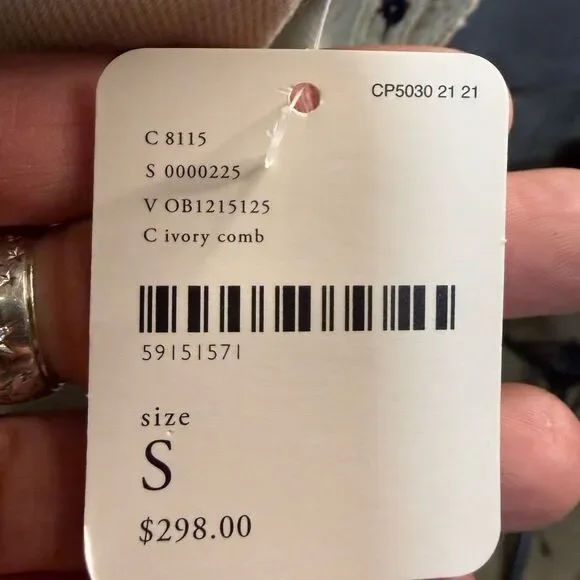 CP5030 21 21
C 8115
S 0000225
V OB1215125
C ivory comb
59151571
size
S
$298.00